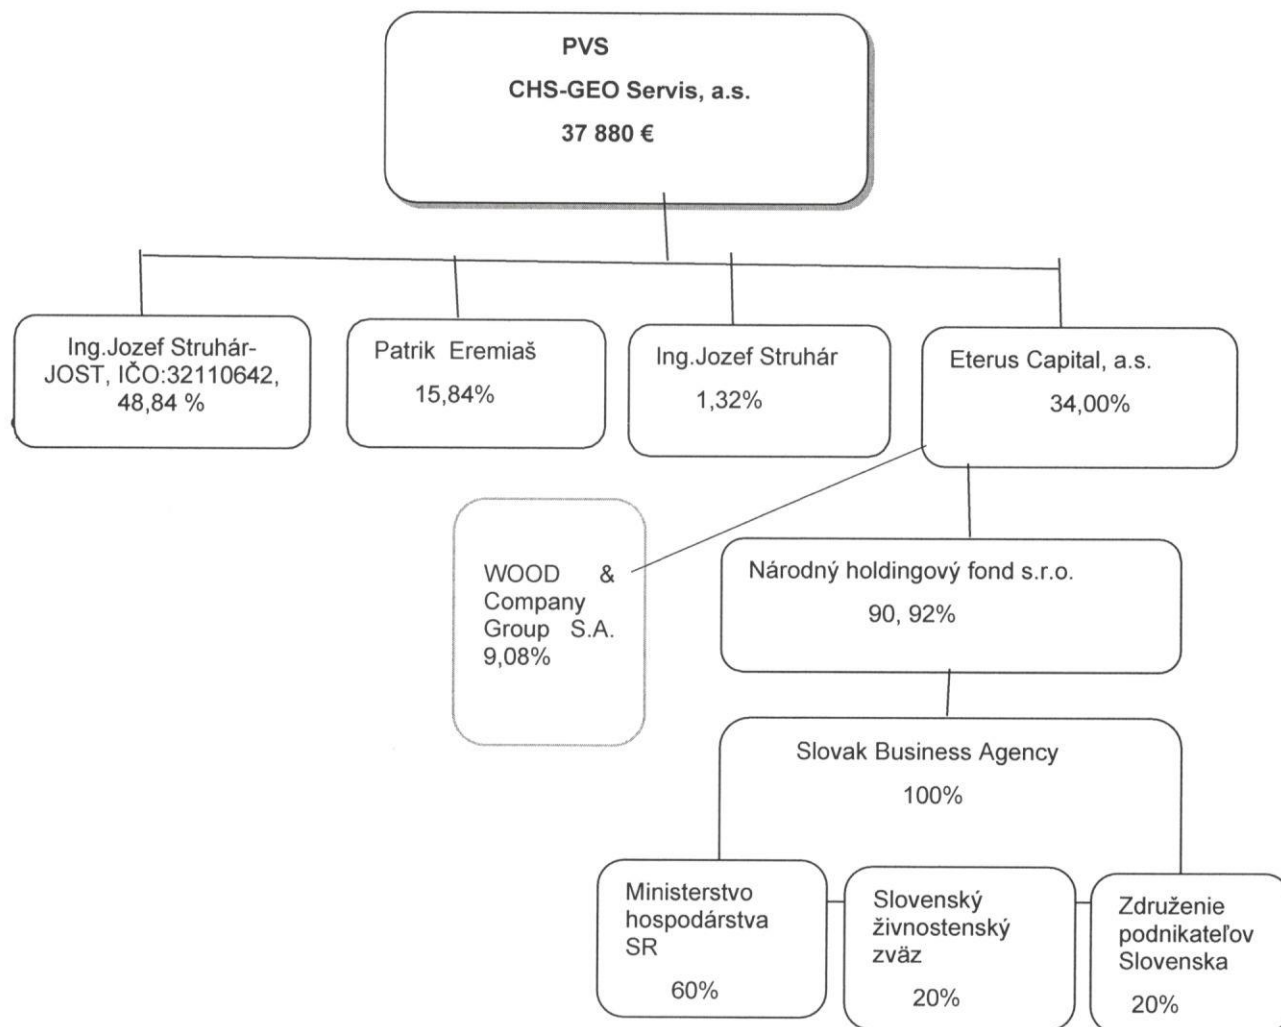 PVS
CHS-GEO Servis, a.s.
37 880 €
Ing.Jozef Struhár-
JOST, IČO:32110642,
48,84 %
Patrik Eremiaš
15,84%
Ing.Jozef Struhár
1,32%
Eterus Capital, a.s.
34,00%
WOOD &
Company
Group S.A.
9,08%
Národný holdingový fond s.r.o.
90, 92%
Slovak Business Agency
100%
Ministerstvo
hospodárstva
SR
60%
Slovenský
živnostenský
zväz
20%
Združenie
podnikateľov
Slovenska
20%